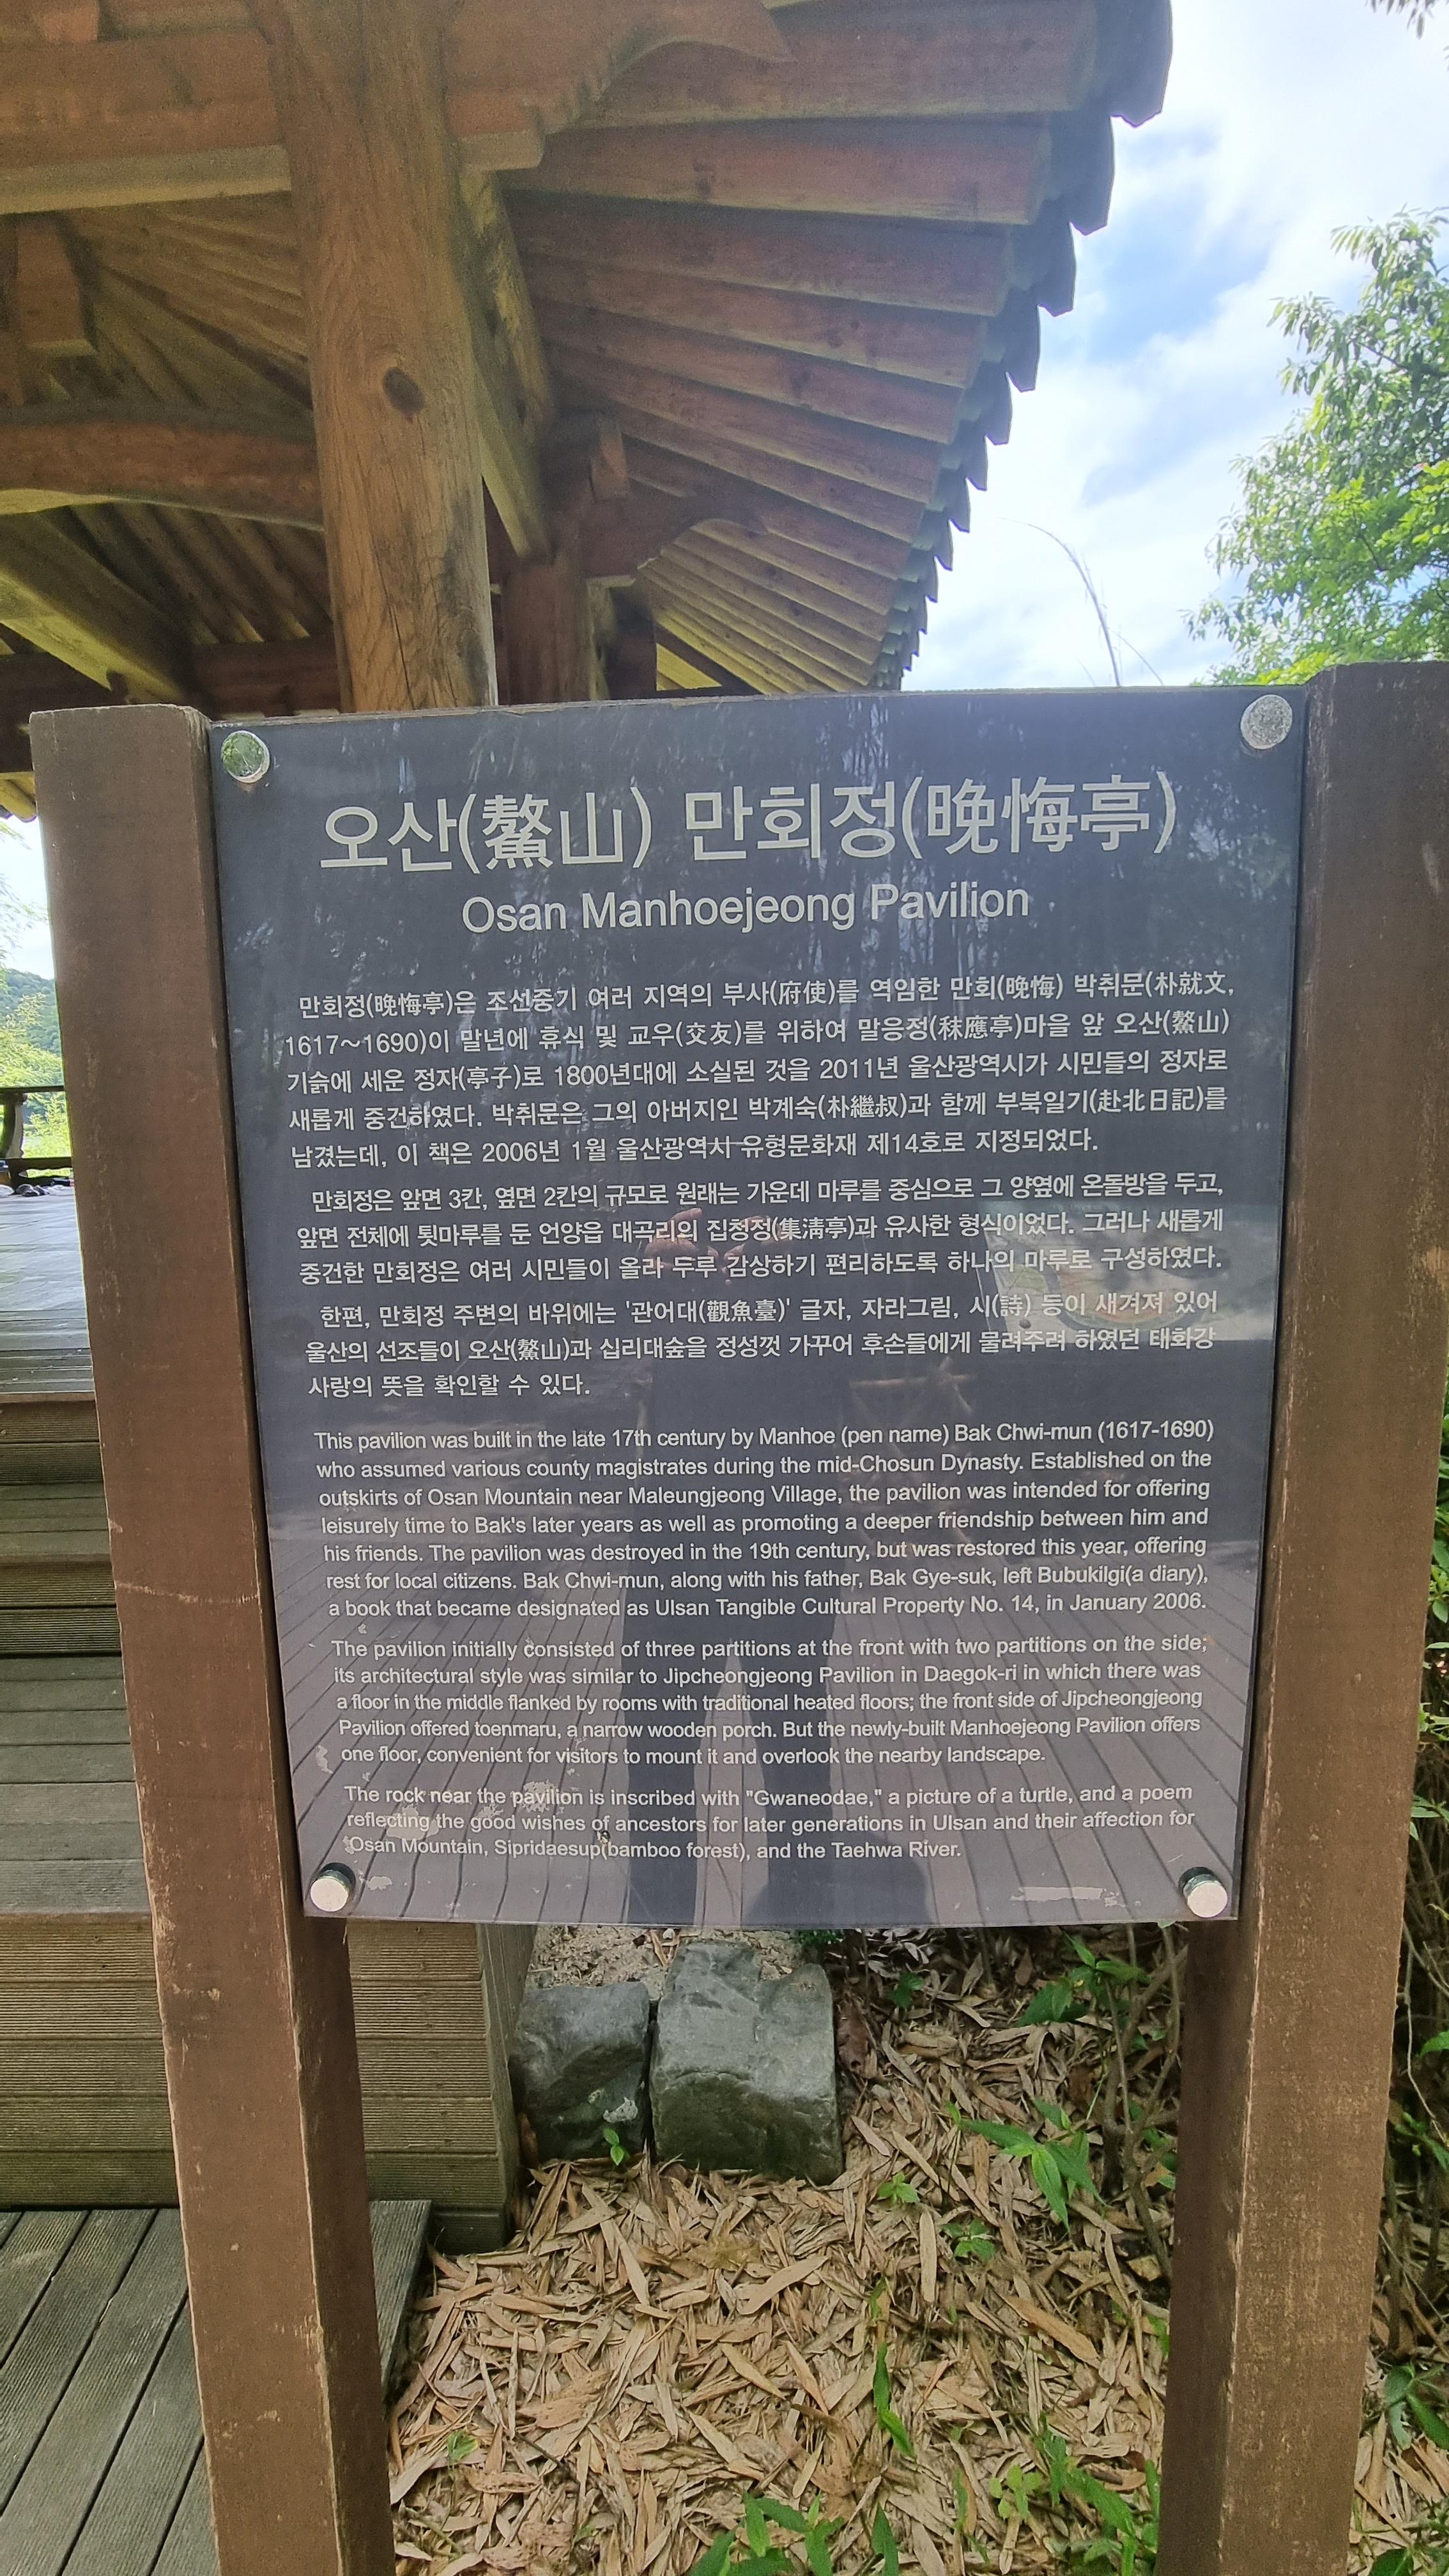 오산(鰲山) 만회정(晩悔亭)
Osan Manhoejeong Pavilion
만회정(晩悔亭)은 조선중기 여러 지역의 부사(府使)를 역임한 만회(晩悔) 박취문(朴就文,
1617~1690)이 말년에 휴식 및 교우(交友)를 위하여 말응정(秣應亭)마을 앞 오산(鰲山)
기슭에 세운 정자(亭子)로 1800년대에 소실된 것을 2011년 울산광역시가 시민들의 정자로
새롭게 중건하였다. 박취문은 그의 아버지인 박계숙(朴繼叔)과 함께 부북일기(赴北日記)를
남겼는데, 이 책은 2006년 1월 울산광역시 유형문화재 제14호로 지정되었다.
만회정은 앞면 3칸, 옆면 2칸의 규모로 원래는 가운데 마루를 중심으로 그 양옆에 온돌방을 두고,
앞면 전체에 툇마루를 둔 언양읍 대곡리의 집청정(集淸亭)과 유사한 형식이었다. 그러나 새롭게
중건한 만회정은 여러 시민들이 올라 두루 감상하기 편리하도록 하나의 마루로 구성하였다.
한편, 만회정 주변의 바위에는 '관어대(觀魚臺)' 글자, 자라그림, 시(詩) 등이 새겨져 있어
울산의 선조들이 오산(鰲山)과 십리대숲을 정성껏 가꾸어 후손들에게 물려주려 하였던 태화강
사랑의 뜻을 확인할 수 있다.
This pavilion was built in the late 17th century by Manhoe (pen name) Bak Chwi-mun (1617-1690)
who assumed various county magistrates during the mid-Chosun Dynasty. Established on the
outskirts of Osan Mountain near Maleungjeong Village, the pavilion was intended for offering
leisurely time to Bak's later years as well as promoting a deeper friendship between him and
his friends. The pavilion was destroyed in the 19th century, but was restored this year, offering
rest for local citizens. Bak Chwi-mun, along with his father, Bak Gye-suk, left Bubukilgi(a diary),
a book that became designated as Ulsan Tangible Cultural Property No. 14, in January 2006.
The pavilion initially consisted of three partitions at the front with two partitions on the side;
its architectural style was similar to Jipcheongjeong Pavilion in Daegok-ri in which there was
a floor in the middle flanked by rooms with traditional heated floors; the front side of Jipcheongjeong
Pavilion offered toenmaru, a narrow wooden porch. But the newly-built Manhoejeong Pavilion offers
one floor, convenient for visitors to mount it and overlook the nearby landscape.
The rock near the pavilion is inscribed with "Gwaneodae," a picture of a turtle, and a poem
reflecting the good wishes of ancestors for later generations in Ulsan and their affection for
Osan Mountain, Sipridaesup(bamboo forest), and the Taehwa River.